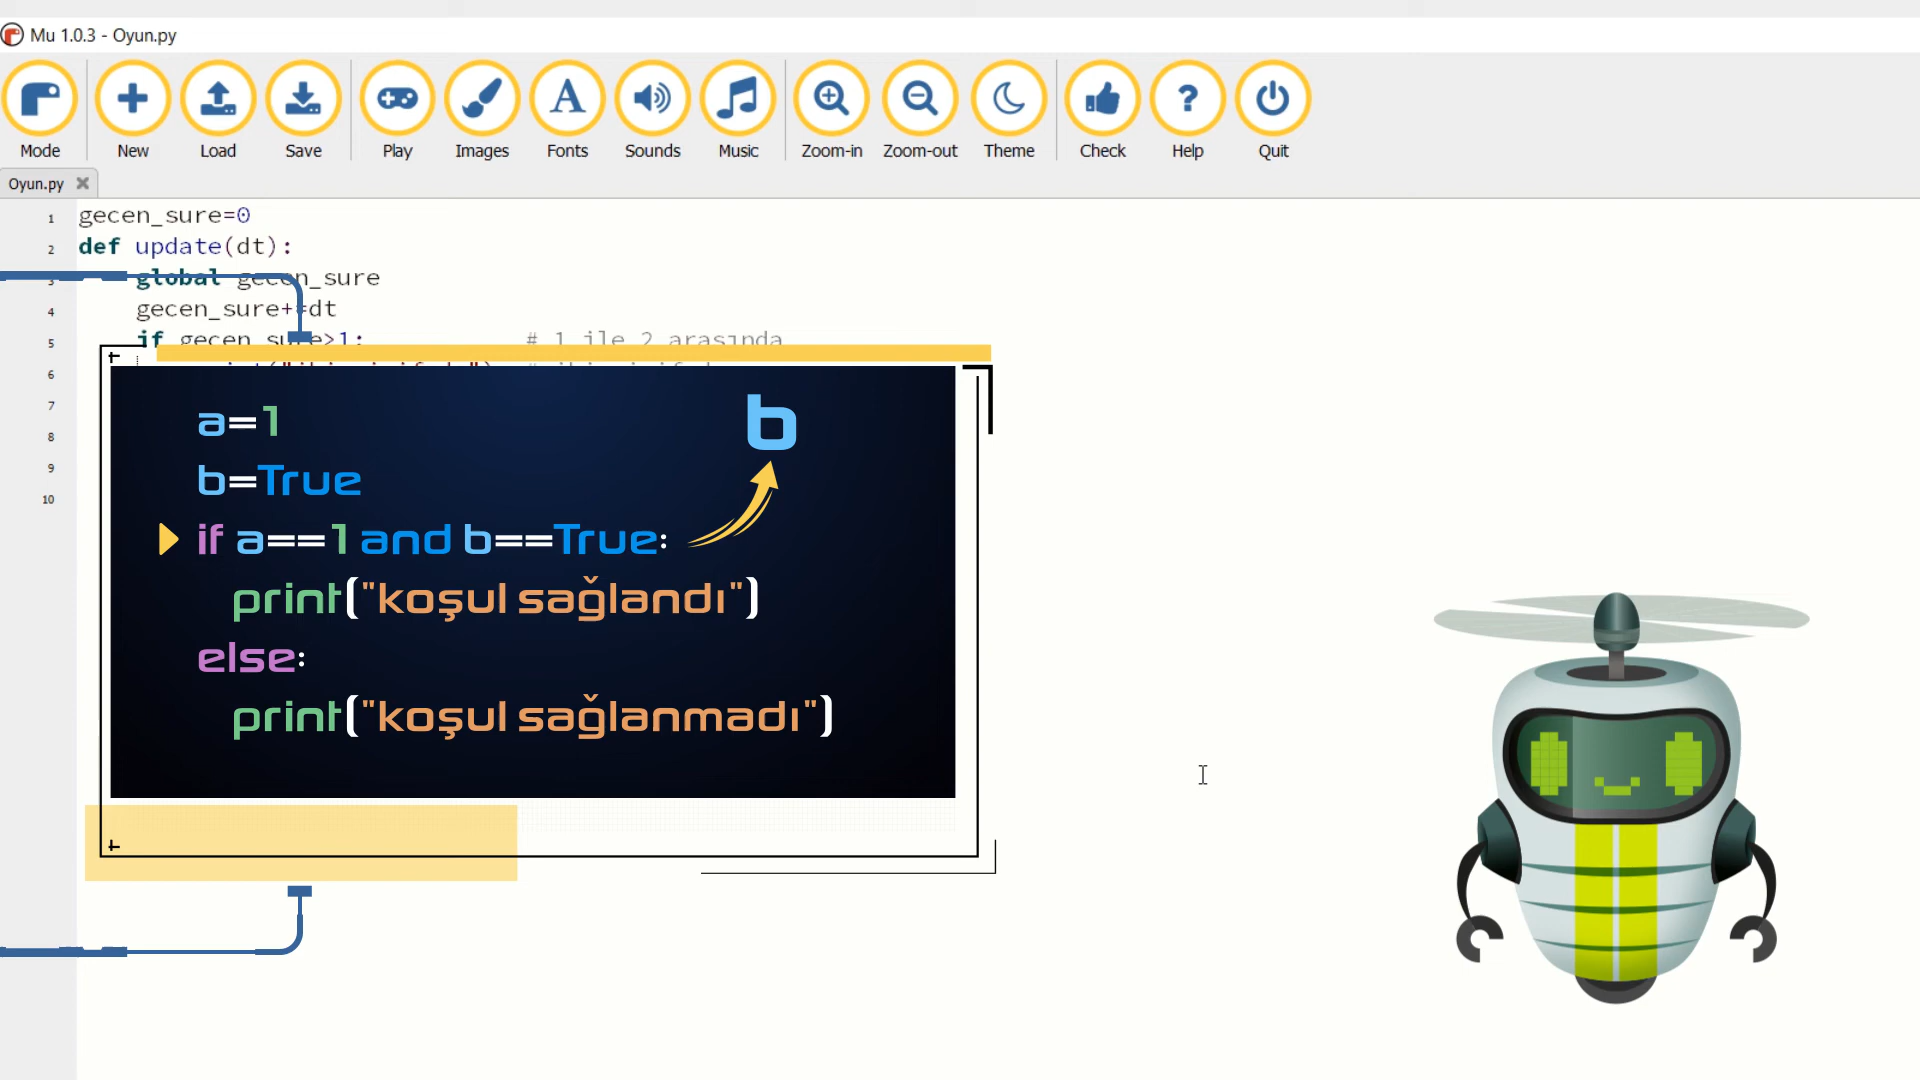 Mu 1.0.3 - Oyun.py
Mode New Load Save Play Images Fonts Sounds Music Zoom-in Zoom-out Theme Check Help Quit
Oyun.py
1 gecen_sure=0
2 def update(dt):
3 global gecen_sure
4 gecen_sure+=dt
5 if gecen_sure>1: # 1 ile 2 arasında
6
7
8
9
10
a=1
b=True
if a==1 and b==True:
print("koşul sağlandı")
else:
print("koşul sağlanmadı")
b